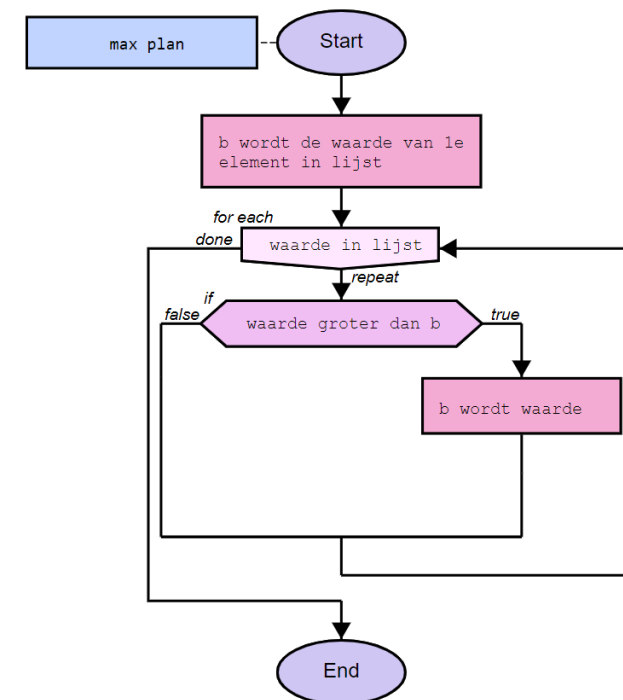 max plan
Start
b wordt de waarde van 1e
element in lijst
for each
done
waarde in lijst
repeat
if
false
waarde groter dan b
true
b wordt waarde
End